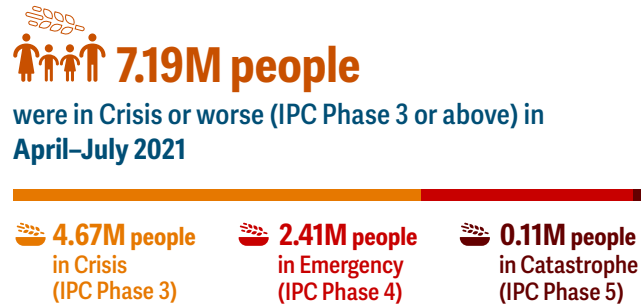 7.19M people
were in Crisis or worse (IPC Phase 3 or above) in
April–July 2021
4.67M people
in Crisis
(IPC Phase 3)
2.41M people
in Emergency
(IPC Phase 4)
0.11M people
in Catastrophe
(IPC Phase 5)